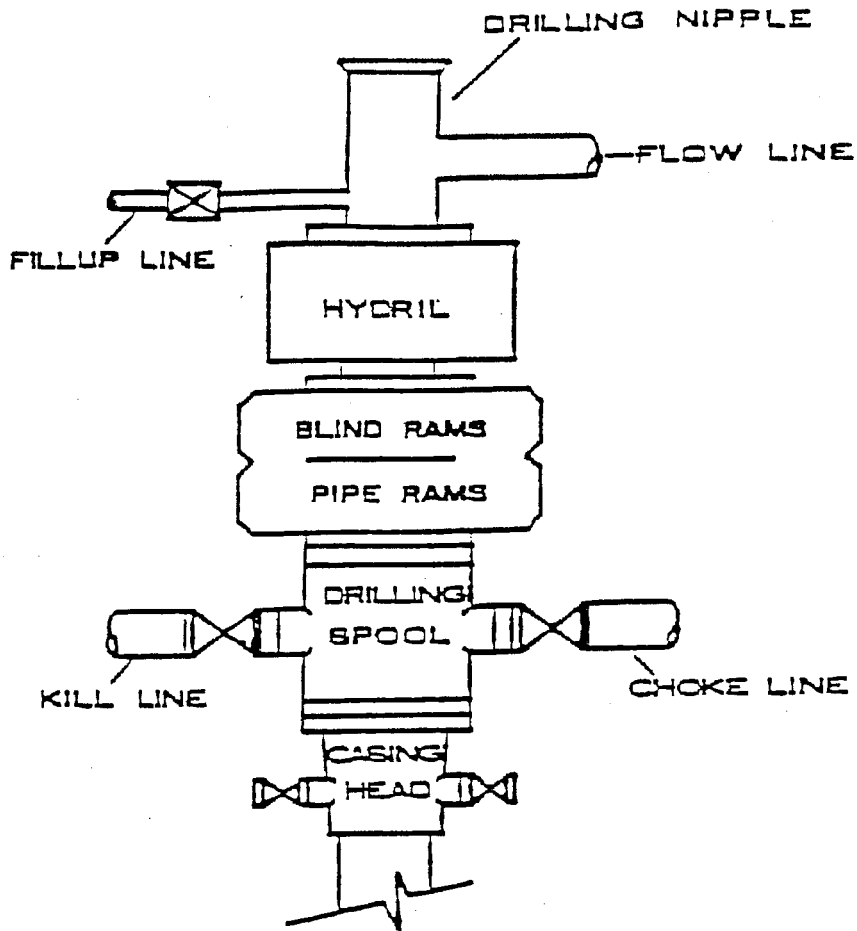 DRILLING NIPPLE
FLOW LINE
FILLUP LINE
HYDRIL
BLIND RAMS
PIPE RAMS
DRILLING
SPOOL
KILL LINE
CHOKE LINE
CASING
HEAD